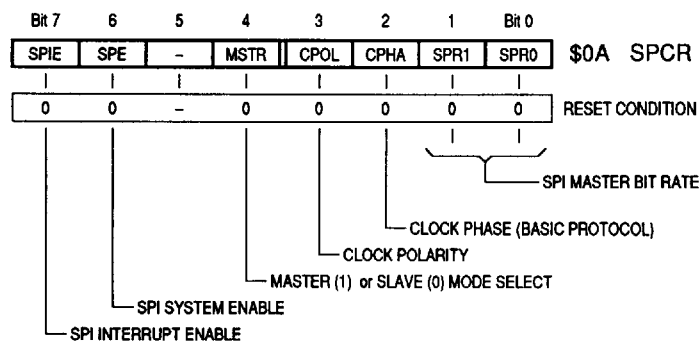 Bit 7 6 5 4 3 2 1 Bit 0
SPIE SPE – MSTR CPOL CPHA SPR1 SPR0 $0A SPCR
0 0 – 0 0 0 0 0 RESET CONDITION
SPI MASTER BIT RATE
CLOCK PHASE (BASIC PROTOCOL)
CLOCK POLARITY
MASTER (1) or SLAVE (0) MODE SELECT
SPI SYSTEM ENABLE
SPI INTERRUPT ENABLE